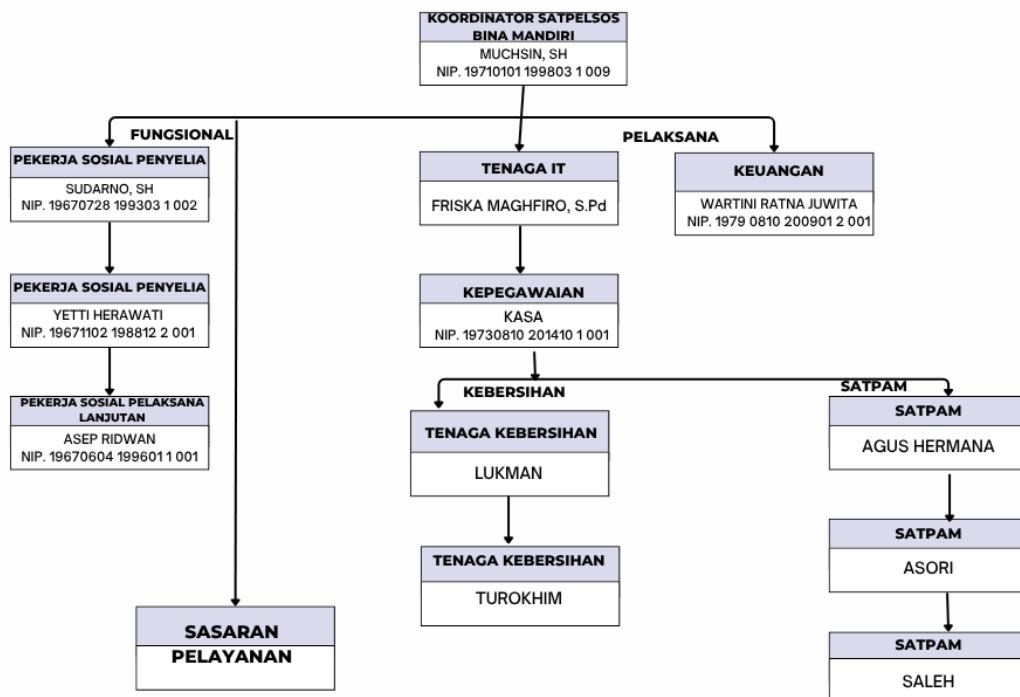 KOORDINATOR SATPELSOS
BINA MANDIRI
MUCHSIN, SH
NIP. 19710101 199803 1 009
FUNGSIONAL
PELAKSANA
PEKERJA SOSIAL PENYELIA
SUDARNO, SH
NIP. 19670728 199303 1 002
TENAGA IT
FRISKA MAGHFIRO, S.Pd
KEUANGAN
WARTINI RATNA JUWITA
NIP. 1979 0810 200901 2 001
PEKERJA SOSIAL PENYELIA
YETTI HERAWATI
NIP. 19671102 198812 2 001
KEPEGAWAIAN
KASA
NIP. 19730810 201410 1 001
PEKERJA SOSIAL PELAKSANA
LANJUTAN
ASEP RIDWAN
NIP. 19670604 199601 1 001
KEBERSIHAN
SATPAM
TENAGA KEBERSIHAN
LUKMAN
SATPAM
AGUS HERMANA
TENAGA KEBERSIHAN
TUROKHIM
SATPAM
ASORI
SASARAN
PELAYANAN
SATPAM
SALEH